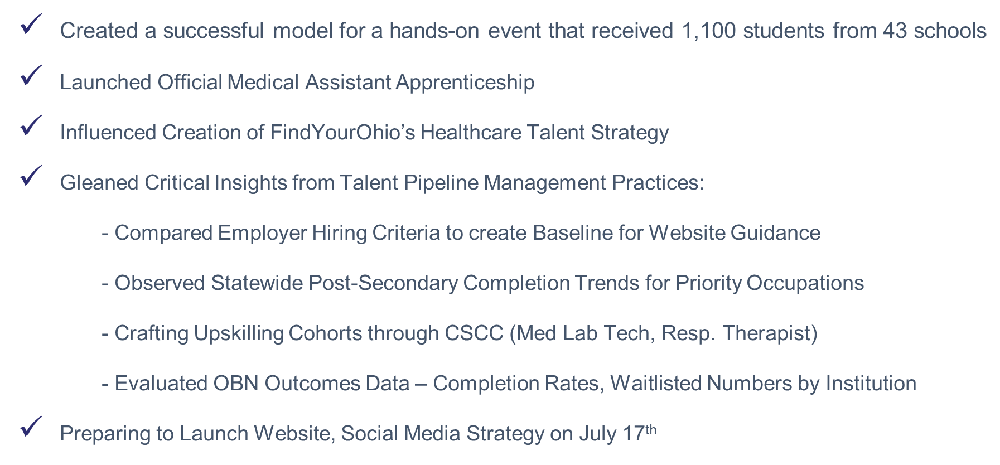 ✓ Created a successful model for a hands-on event that received 1,100 students from 43 schools
✓ Launched Official Medical Assistant Apprenticeship
✓ Influenced Creation of FindYourOhio’s Healthcare Talent Strategy
✓ Gleaned Critical Insights from Talent Pipeline Management Practices:
- Compared Employer Hiring Criteria to create Baseline for Website Guidance
- Observed Statewide Post-Secondary Completion Trends for Priority Occupations
- Crafting Upskilling Cohorts through CSCC (Med Lab Tech, Resp. Therapist)
- Evaluated OBN Outcomes Data – Completion Rates, Waitlisted Numbers by Institution
✓ Preparing to Launch Website, Social Media Strategy on July 17th